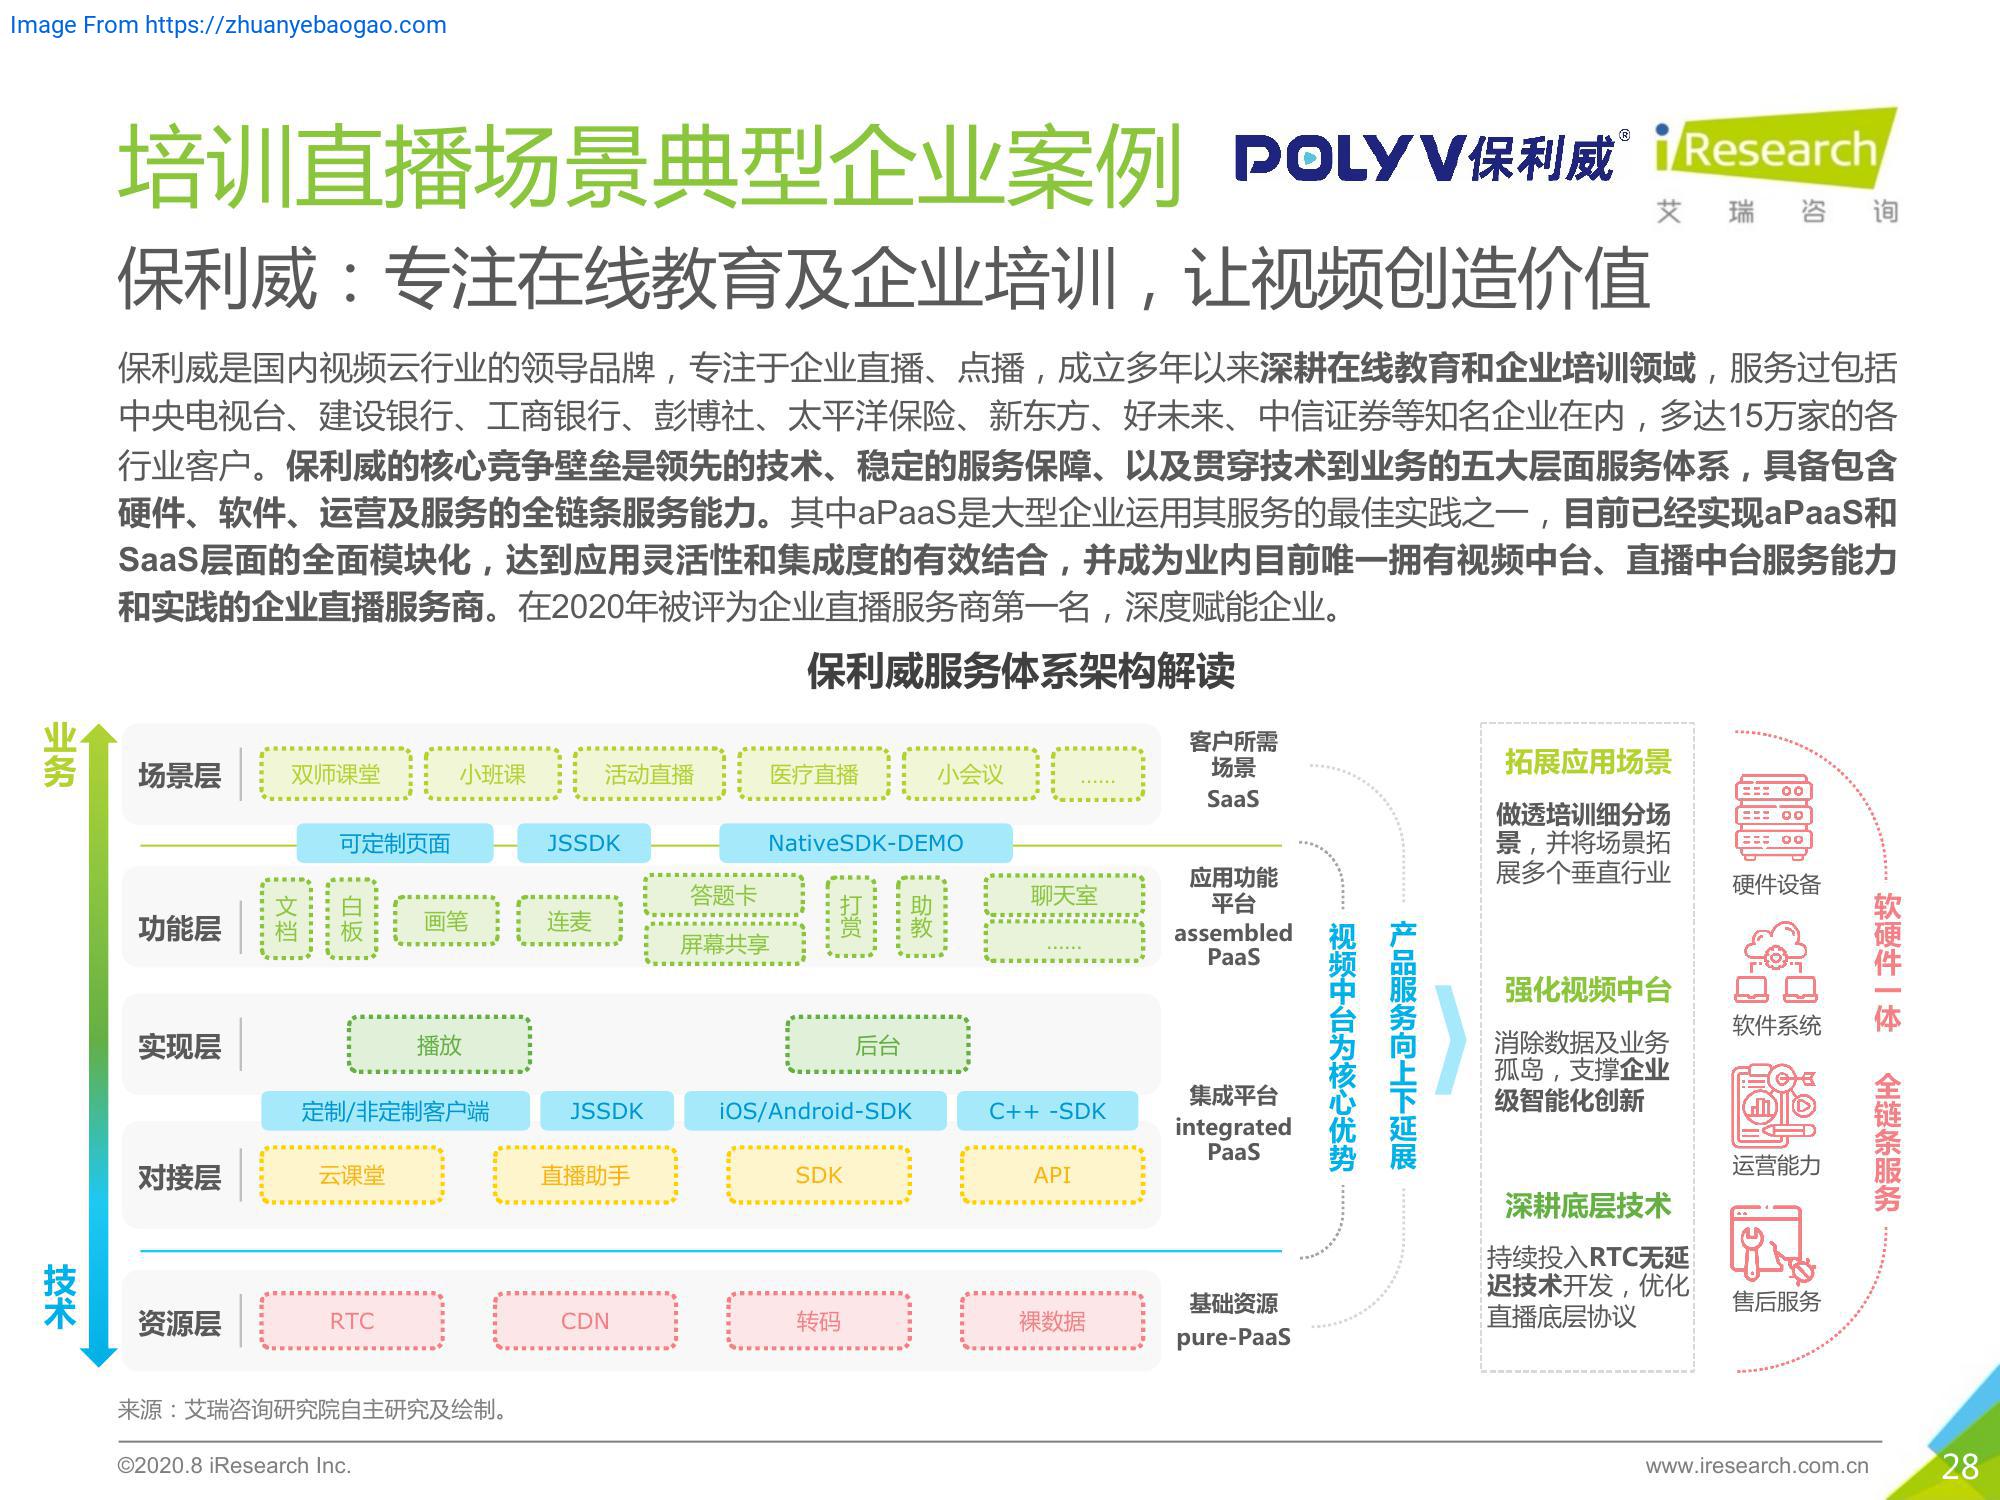 Image From https://zhuanyebaogao.com
培训直播场景典型企业案例
POLYV保利威®
iResearch
艾瑞咨询
保利威：专注在线教育及企业培训，让视频创造价值
保利威是国内视频云行业的领导品牌，专注于企业直播、点播，成立多年以来深耕在线教育和企业培训领域，服务过包括
中央电视台、建设银行、工商银行、彭博社、太平洋保险、新东方、好未来、中信证券等知名企业在内，多达15万家的各
行业客户。保利威的核心竞争壁垒是领先的技术、稳定的服务保障、以及贯穿技术到业务的五大层面服务体系，具备包含
硬件、软件、运营及服务的全链条服务能力。其中aPaaS是大型企业运用其服务的最佳实践之一，目前已经实现aPaaS和
SaaS层面的全面模块化，达到应用灵活性和集成度的有效结合，并成为业内目前唯一拥有视频中台、直播中台服务能力
和实践的企业直播服务商。在2020年被评为企业直播服务商第一名，深度赋能企业。
保利威服务体系架构解读
业务
技术
场景层
双师课堂
小班课
活动直播
医疗直播
小会议
......
可定制页面
JSSDK
NativeSDK-DEMO
功能层
文档
白板
画笔
连麦
答题卡
屏幕共享
打赏
助教
聊天室
......
实现层
播放
后台
定制/非定制客户端
JSSDK
iOS/Android-SDK
C++ -SDK
对接层
云课堂
直播助手
SDK
API
资源层
RTC
CDN
转码
裸数据
客户所需
场景
SaaS
应用功能
平台
assembled
PaaS
集成平台
integrated
PaaS
基础资源
pure-PaaS
视频中台为核心优势
产品服务向上下延展
拓展应用场景
做透培训细分场
景，并将场景拓
展多个垂直行业
强化视频中台
消除数据及业务
孤岛，支撑企业
级智能化创新
深耕底层技术
持续投入RTC无延
迟技术开发，优化
直播底层协议
硬件设备
软件系统
运营能力
售后服务
软硬件一体
全链条服务
来源：艾瑞咨询研究院自主研究及绘制。
©2020.8 iResearch Inc.
www.iresearch.com.cn
28